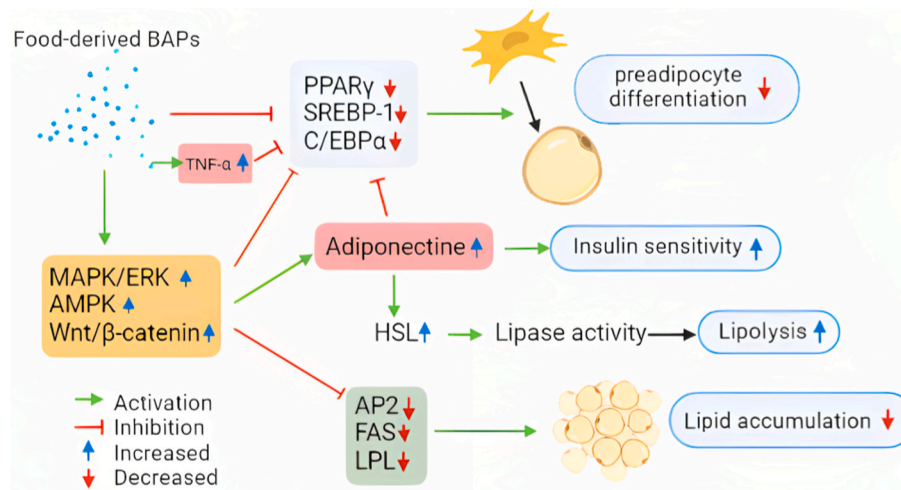 Food-derived BAPs
PPARγ
SREBP-1
C/EBPα
preadipocyte
differentiation
TNF-α
Adiponectine
Insulin sensitivity
MAPK/ERK
AMPK
Wnt/β-catenin
HSL
Lipase activity
Lipolysis
AP2
FAS
LPL
Lipid accumulation
Activation
Inhibition
Increased
Decreased